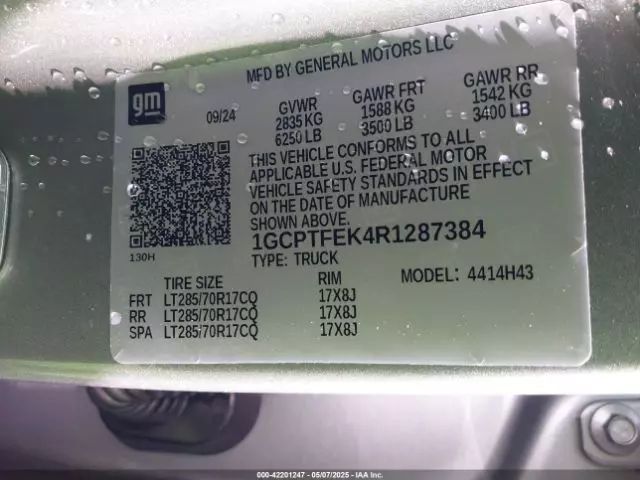 MFD BY GENERAL MOTORS LLC
gm
09/24
GVWR GAWR FRT GAWR RR
2835 KG 1588 KG 1542 KG
6250 LB 3500 LB 3400 LB
THIS VEHICLE CONFORMS TO ALL
APPLICABLE U.S. FEDERAL MOTOR
VEHICLE SAFETY STANDARDS IN EFFECT
ON THE DATE OF MANUFACTURE
SHOWN ABOVE.
1GCPTFEK4R1287384
130H
TYPE: TRUCK
MODEL: 4414H43
TIRE SIZE RIM
FRT LT285/70R17CQ 17X8J
RR LT285/70R17CQ 17X8J
SPA LT285/70R17CQ 17X8J
000-42201247 - 05/07/2025 - IAAI.COM